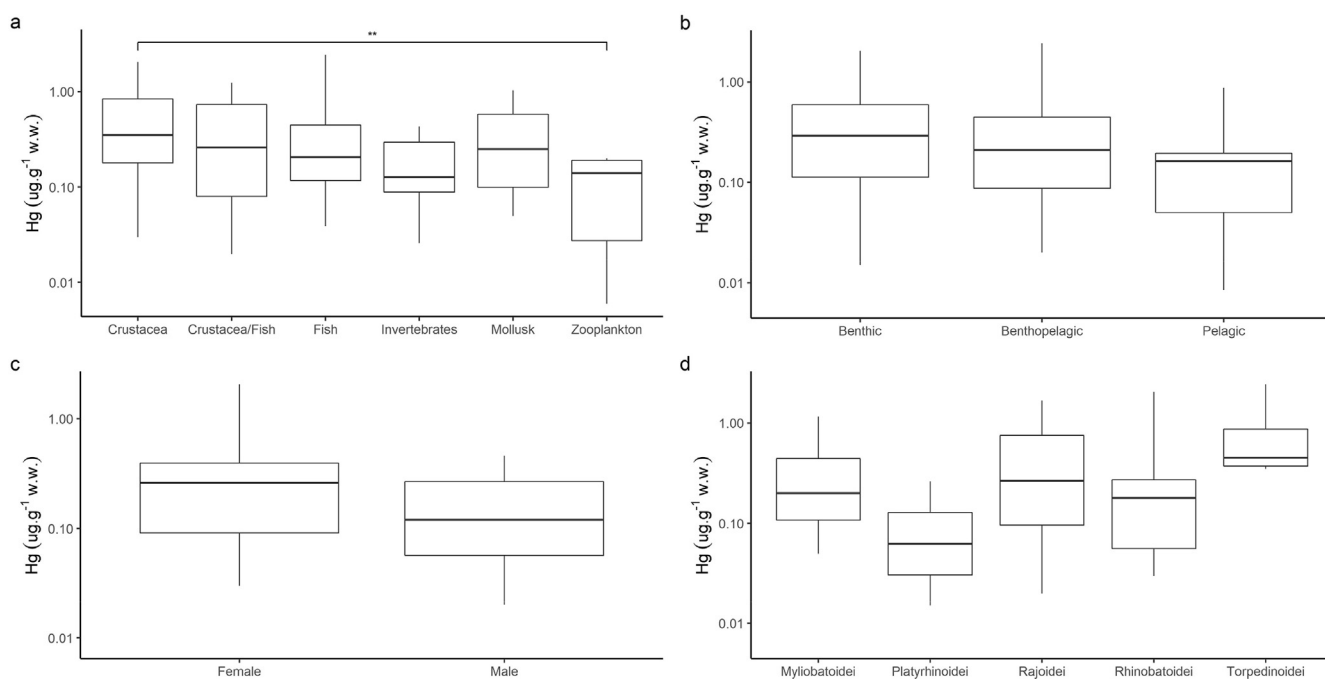 a
**
1.00
0.10
0.01
Hg (ug.g⁻¹ w.w.)
Crustacea Crustacea/Fish Fish Invertebrates Mollusk Zooplankton
b
1.00
0.10
0.01
Hg (ug.g⁻¹ w.w.)
Benthic Benthopelagic Pelagic
c
1.00
0.10
0.01
Hg (ug.g⁻¹ w.w.)
Female Male
d
1.00
0.10
0.01
Hg (ug.g⁻¹ w.w.)
Myliobatoidei Platyrhinoidei Rajoidei Rhinobatoidei Torpedinoidei